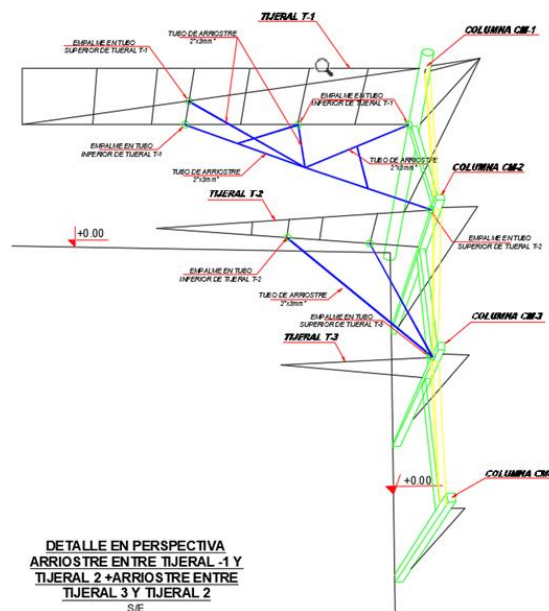 TIJERAL T-1
COLUMNA CM-1
EMPALME EN TUBO
SUPERIOR DE TIJERAL T-1
TUBO DE ARRIOSTRE
2"x3mm"
EMPALME EN TUBO
INFERIOR DE TIJERAL T-1
EMPALME EN TUBO
INFERIOR DE TIJERAL T-1
TUBO DE ARRIOSTRE
2"x3mm"
TUBO DE ARRIOSTRE
2"x3mm"
COLUMNA CM-2
TIJERAL T-2
+0.00
EMPALME EN TUBO
SUPERIOR DE TIJERAL T-2
EMPALME EN TUBO
INFERIOR DE TIJERAL T-2
TUBO DE ARRIOSTRE
2"x3mm"
EMPALME EN TUBO
SUPERIOR DE TIJERAL T-3
TIJERAL T-3
COLUMNA CM-3
COLUMNA CM-
+0.00
DETALLE EN PERSPECTIVA
ARRIOSTRE ENTRE TIJERAL -1 Y
TIJERAL 2 +ARRIOSTRE ENTRE
TIJERAL 3 Y TIJERAL 2
S/E